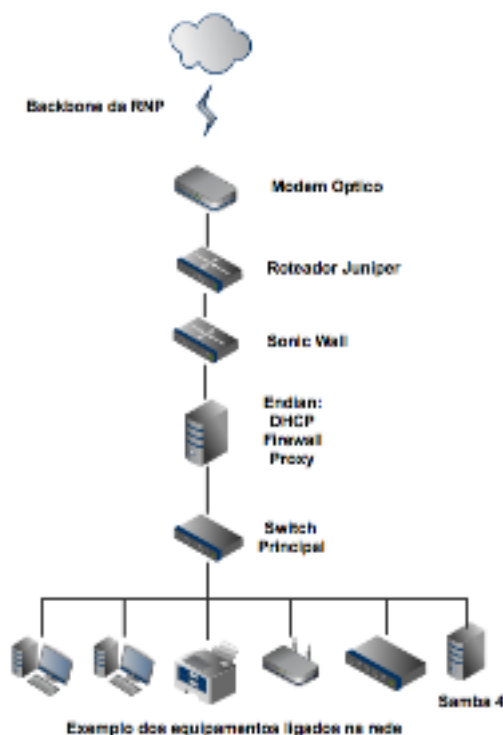 Backbone da RNP
Modem Optico
Roteador Juniper
Sonic Wall
Endian:
DHCP
Firewall
Proxy
Switch
Principal
Samba 4
Exemplo dos equipamentos ligados na rede